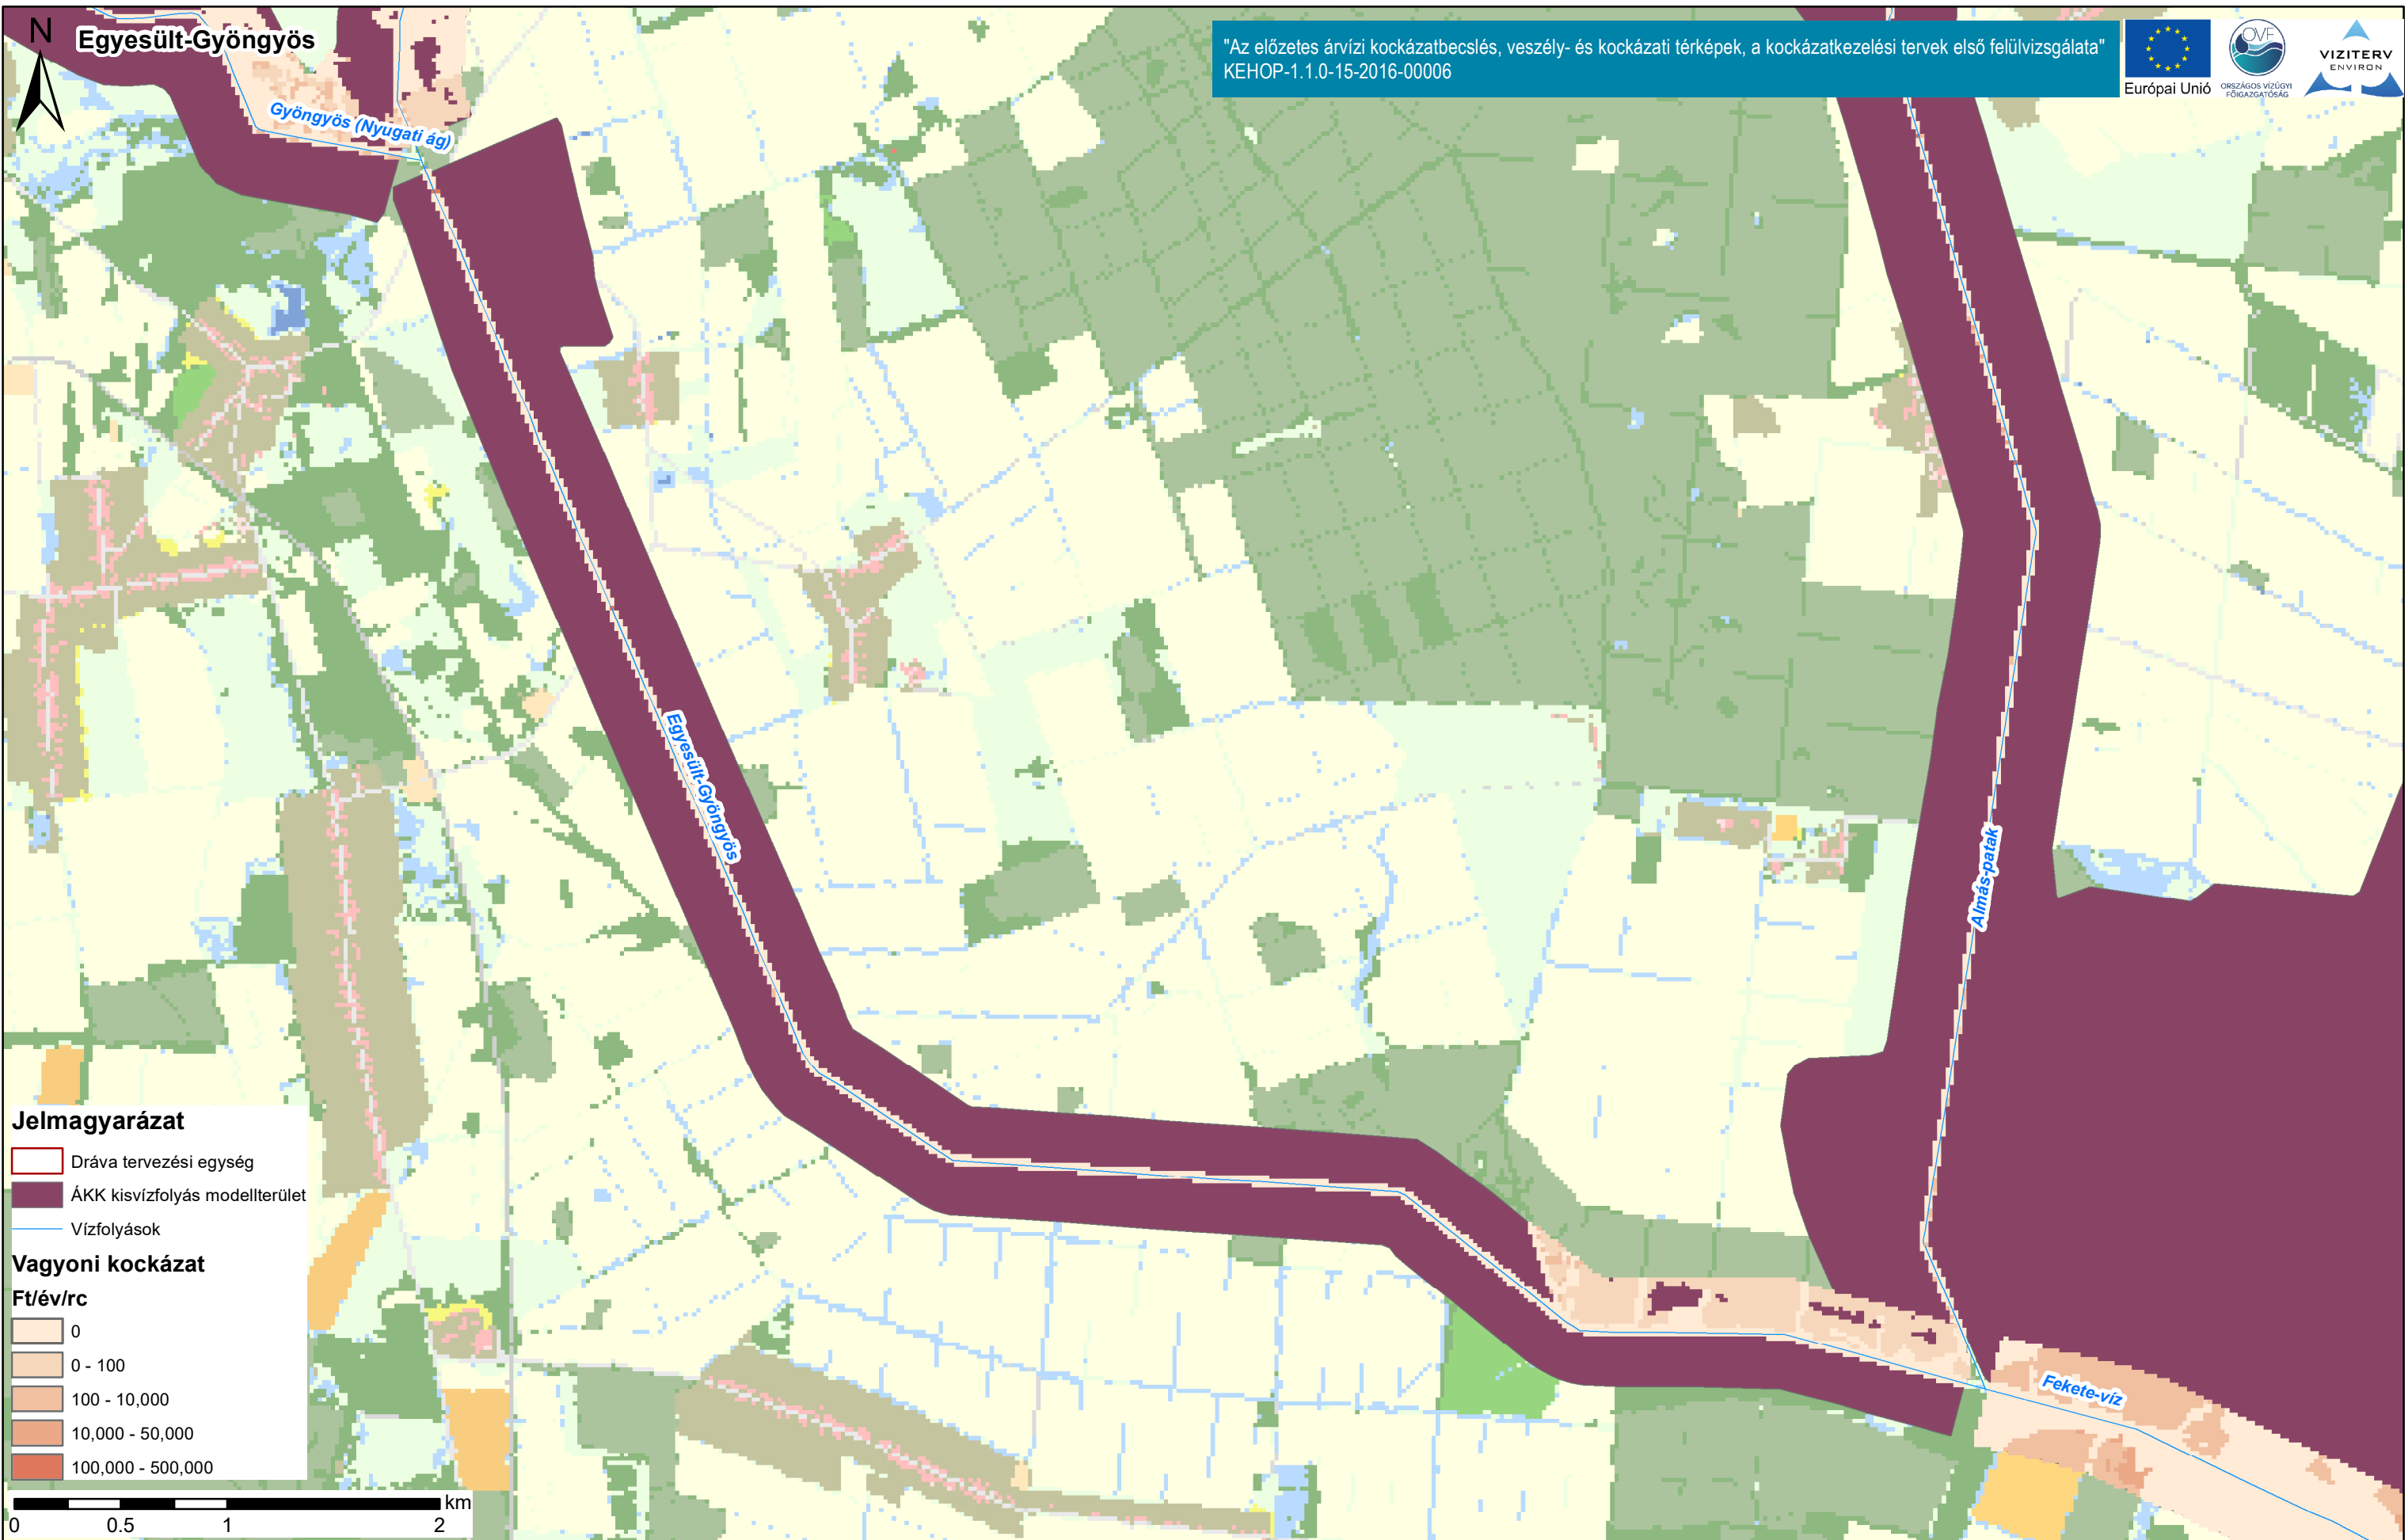 N
Egyesült-Gyöngyös
"Az előzetes árvízi kockázatbecslés, veszély- és kockázati térképek, a kockázatkezelési tervek első felülvizsgálata"
KEHOP-1.1.0-15-2016-00006
Európai Unió
OVF
ORSZÁGOS VÍZÜGYI
FŐIGAZGATÓSÁG
VIZITERV
ENVIRON
Gyöngyös (Nyugati ág)
Egyesült-Gyöngyös
Almás-patak
Fekete-víz
Jelmagyarázat
Dráva tervezési egység
ÁKK kisvízfolyás modellterület
Vízfolyások
Vagyoni kockázat
Ft/év/rc
0
0 - 100
100 - 10,000
10,000 - 50,000
100,000 - 500,000
km
0 0.5 1 2